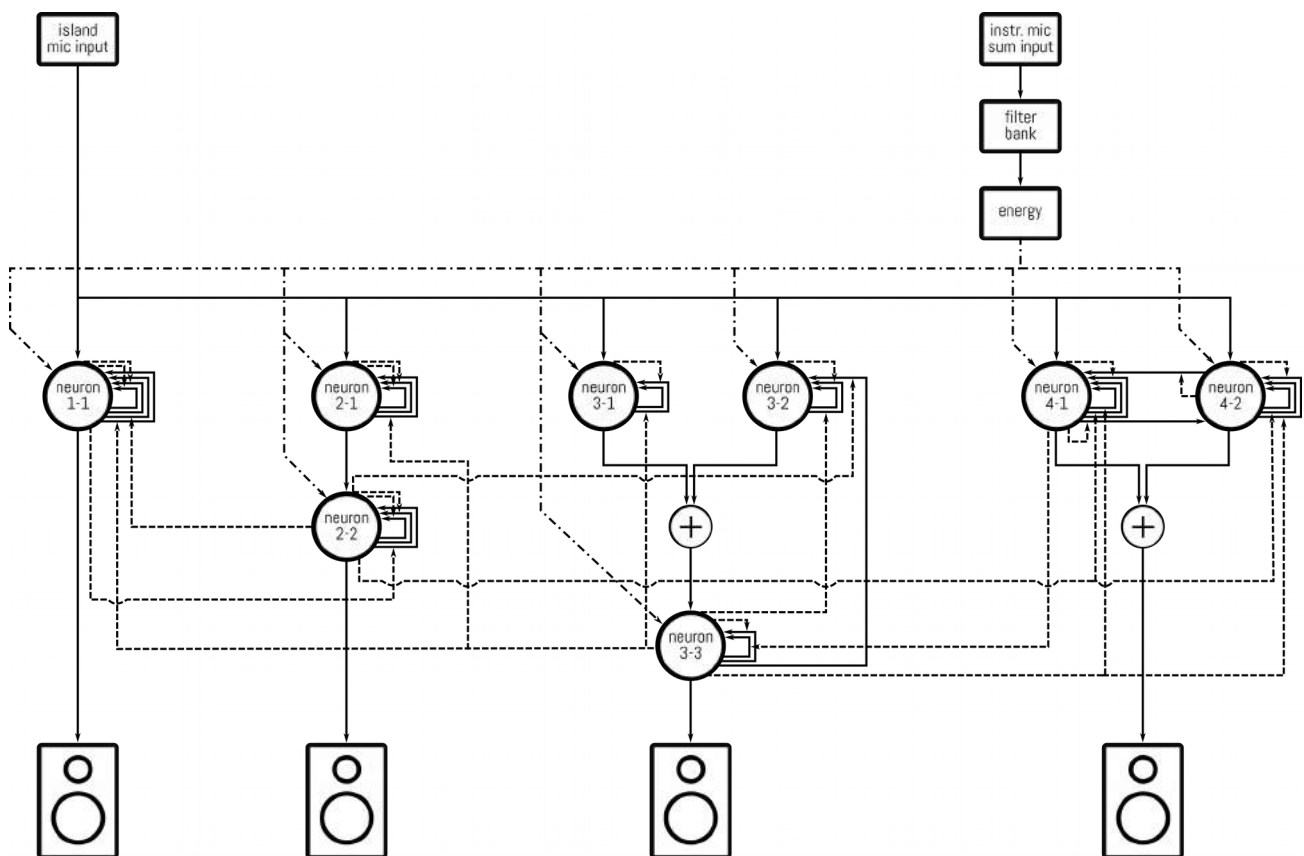 island
mic input
instr. mic
sum input
filter
bank
energy
neuron
1-1
neuron
2-1
neuron
3-1
neuron
3-2
neuron
4-1
neuron
4-2
neuron
2-2
+
+
neuron
3-3